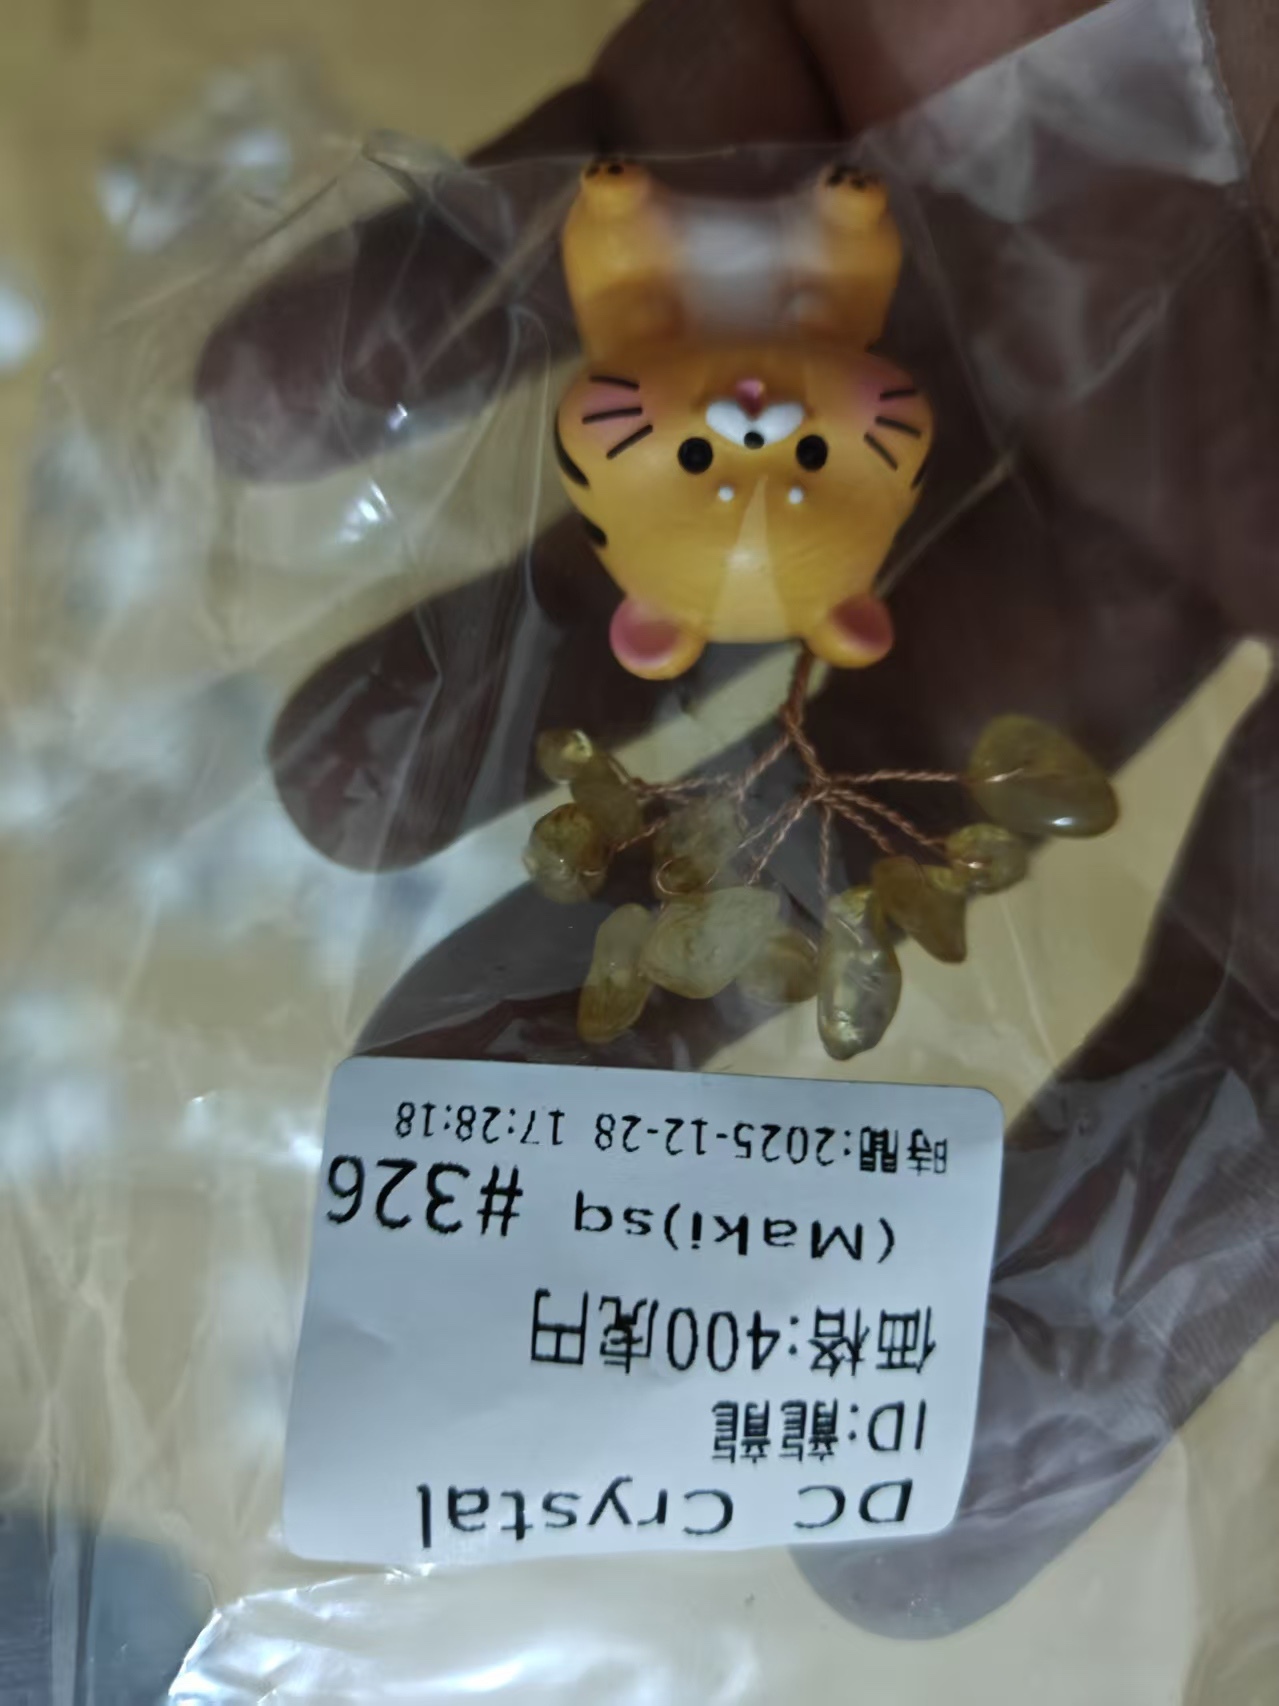 DC Crystal
ID:龍龍
価格:400虎円
(Maki)sq #326
時間:2025-12-28 17:28:18